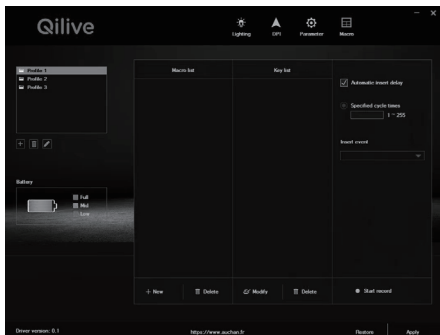 Qilive
Lighting
DPI
Parameter
Macro
Profile 1
Profile 2
Profile 3
Macro list
Key list
Automatic insert delay
Specified cycle times
1 ~ 255
Insert event
Battery
Full
Mid
Low
New
Delete
Modify
Delete
Start record
Driver version: 0.1
https://www.auchan.fr
Restore
Apply